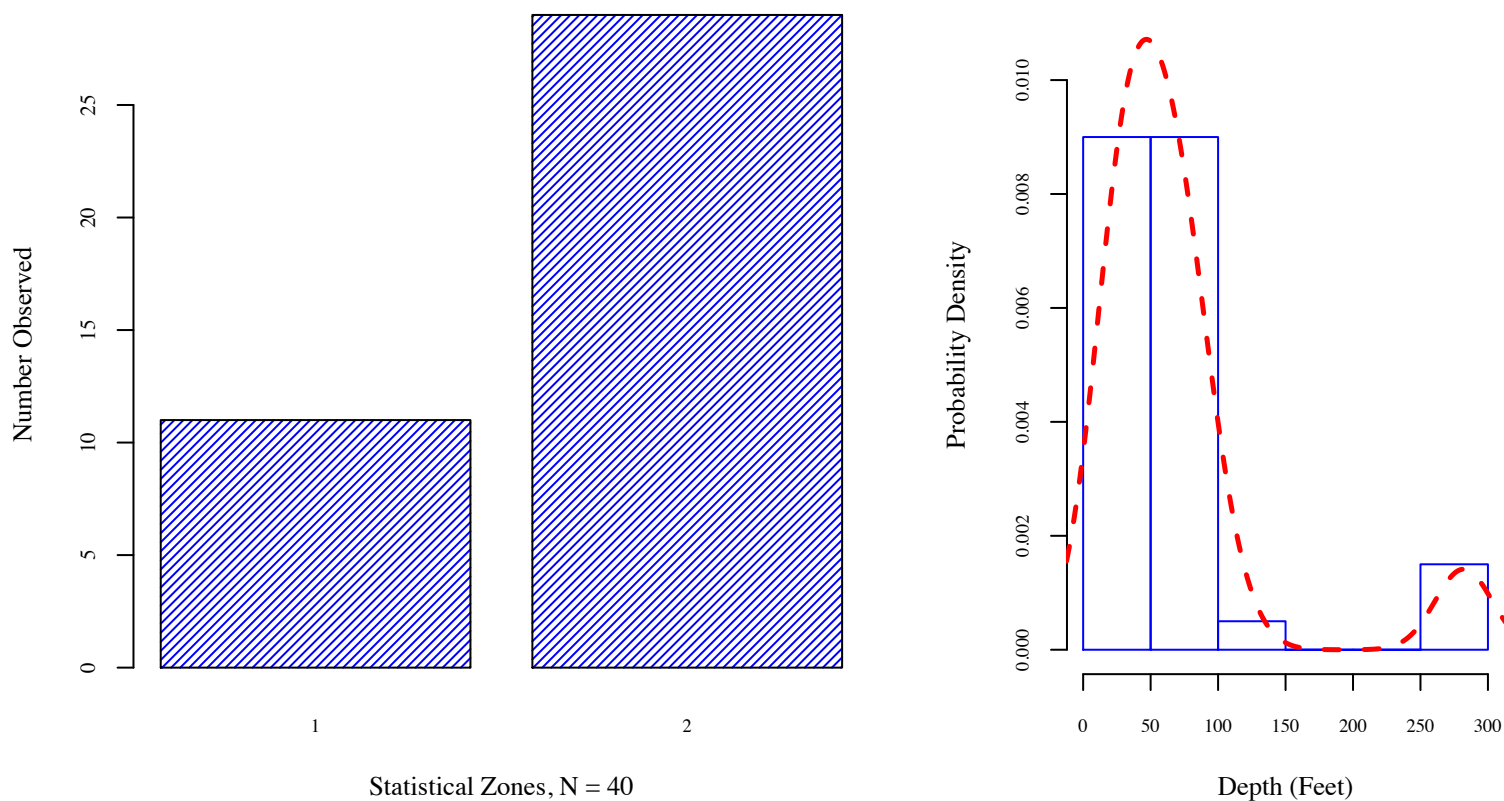 Number Observed
25
20
15
10
5
0
1 2
Statistical Zones, N = 40
Probability Density
0.010
0.008
0.006
0.004
0.002
0.000
0 50 100 150 200 250 300
Depth (Feet)